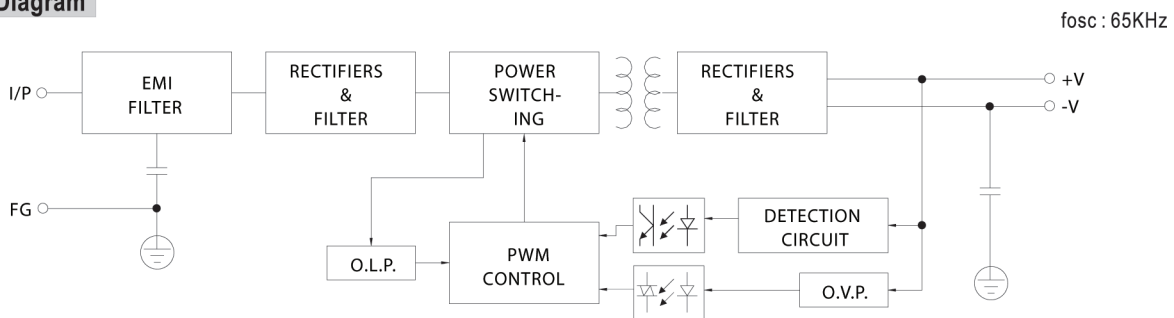 Diagram
fosc : 65KHz
I/P
EMI
FILTER
RECTIFIERS
&
FILTER
POWER
SWITCH-
ING
RECTIFIERS
&
FILTER
+V
-V
FG
O.L.P.
PWM
CONTROL
DETECTION
CIRCUIT
O.V.P.